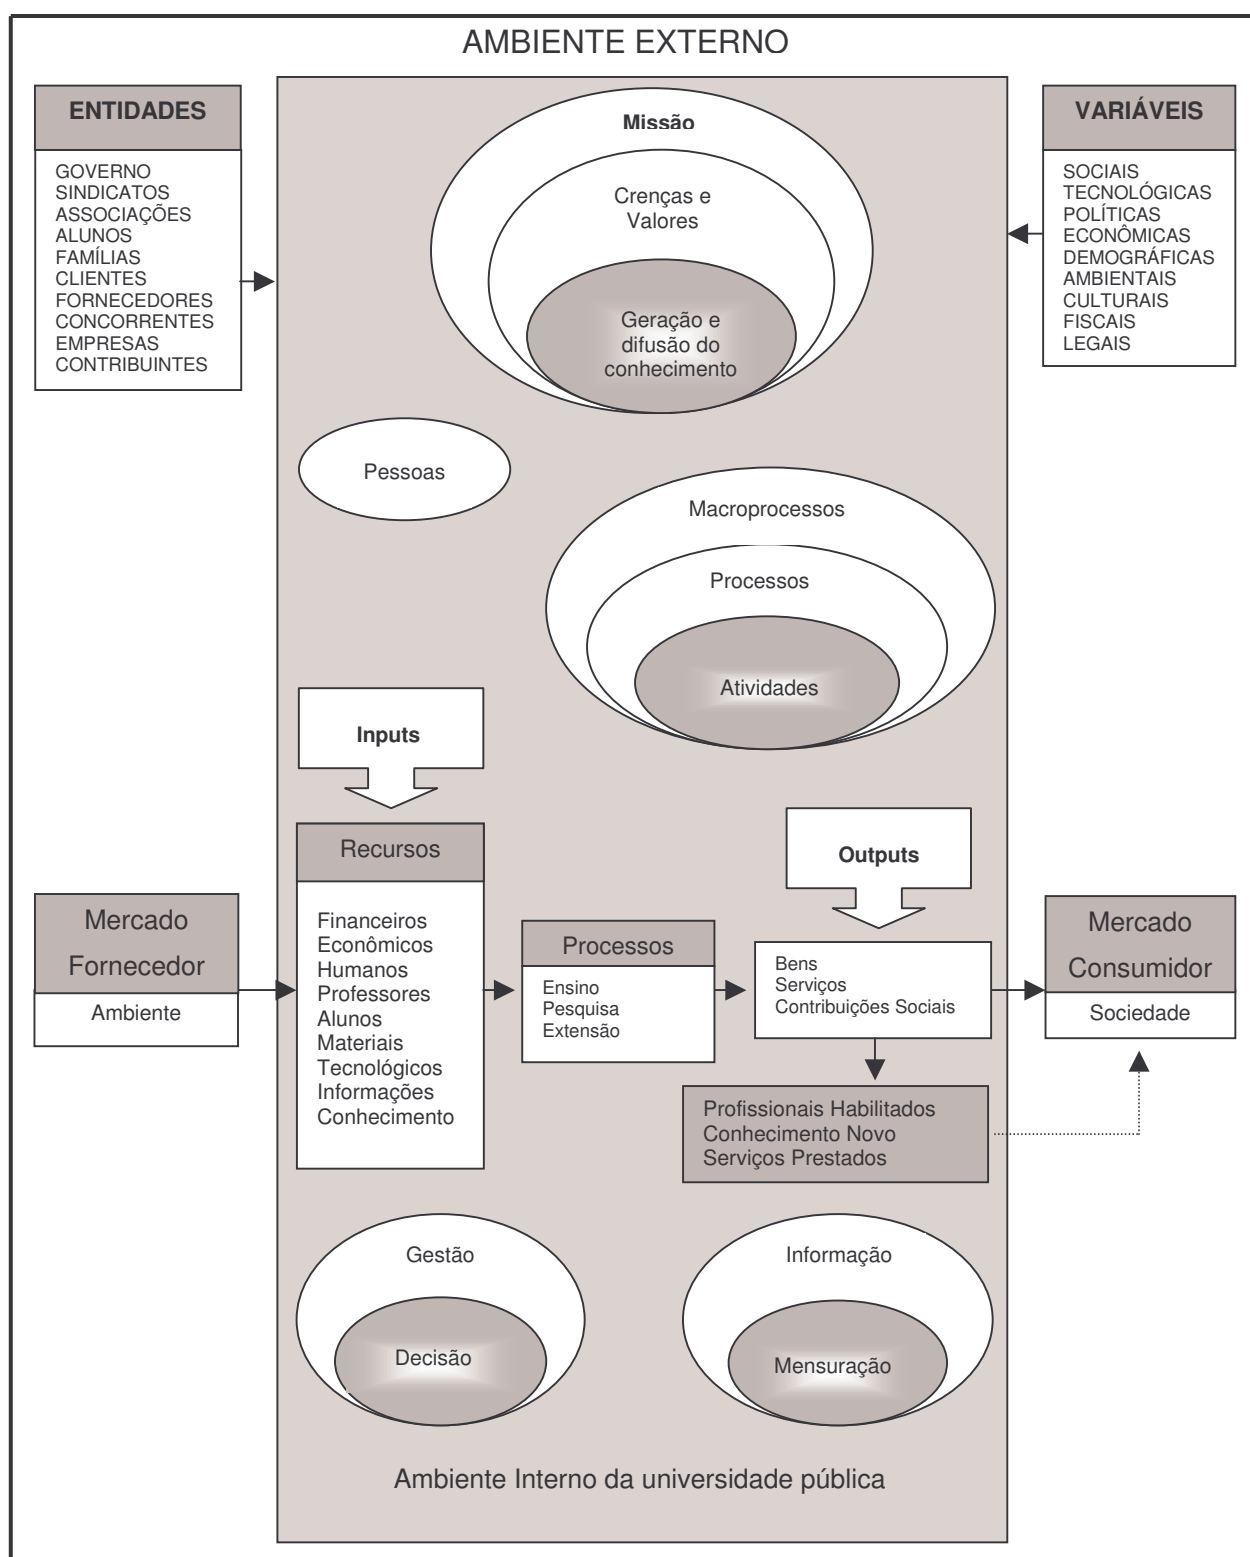 AMBIENTE EXTERNO
ENTIDADES
GOVERNO
SINDICATOS
ASSOCIAÇÕES
ALUNOS
FAMÍLIAS
CLIENTES
FORNECEDORES
CONCORRENTES
EMPRESAS
CONTRIBUINTES
Missão
Crenças e
Valores
Geração e
difusão do
conhecimento
VARIÁVEIS
SOCIAIS
TECNOLÓGICAS
POLÍTICAS
ECONÔMICAS
DEMOGRÁFICAS
AMBIENTAIS
CULTURAIS
FISCAIS
LEGAIS
Pessoas
Macroprocessos
Processos
Atividades
Inputs
Recursos
Financeiros
Econômicos
Humanos
Professores
Alunos
Materiais
Tecnológicos
Informações
Conhecimento
Mercado
Fornecedor
Ambiente
Processos
Ensino
Pesquisa
Extensão
Outputs
Bens
Serviços
Contribuições Sociais
Profissionais Habilitados
Conhecimento Novo
Serviços Prestados
Mercado
Consumidor
Sociedade
Gestão
Decisão
Informação
Mensuração
Ambiente Interno da universidade pública